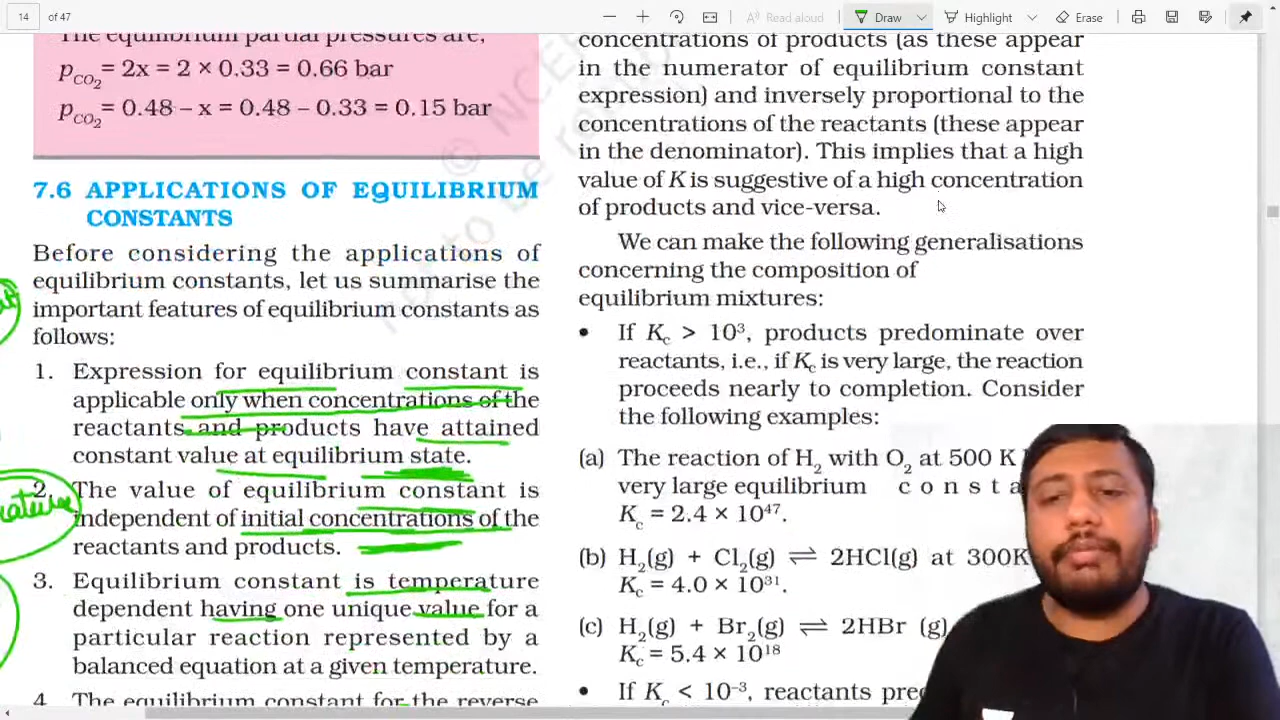 14 of 47
Read aloud
Draw
Highlight
Erase
The equilibrium partial pressures are,
pCO2 = 2x = 2 × 0.33 = 0.66 bar
pCO2 = 0.48 – x = 0.48 – 0.33 = 0.15 bar
7.6 APPLICATIONS OF EQUILIBRIUM
CONSTANTS
Before considering the applications of
equilibrium constants, let us summarise the
important features of equilibrium constants as
follows:
1. Expression for equilibrium constant is
applicable only when concentrations of the
reactants and products have attained
constant value at equilibrium state.
2. The value of equilibrium constant is
independent of initial concentrations of the
reactants and products.
3. Equilibrium constant is temperature
dependent having one unique value for a
particular reaction represented by a
balanced equation at a given temperature.
4. The equilibrium constant for the reverse
concentrations of products (as these appear
in the numerator of equilibrium constant
expression) and inversely proportional to the
concentrations of the reactants (these appear
in the denominator). This implies that a high
value of K is suggestive of a high concentration
of products and vice-versa.
We can make the following generalisations
concerning the composition of
equilibrium mixtures:
• If Kc > 10³, products predominate over
reactants, i.e., if Kc is very large, the reaction
proceeds nearly to completion. Consider
the following examples:
(a) The reaction of H2 with O2 at 500 K
very large equilibrium c o n s t a
Kc = 2.4 × 10⁴⁷.
(b) H2(g) + Cl2(g) ⇌ 2HCl(g) at 300K
Kc = 4.0 × 10³¹.
(c) H2(g) + Br2(g) ⇌ 2HBr (g)
Kc = 5.4 × 10¹⁸
• If Kc < 10⁻³, reactants pre